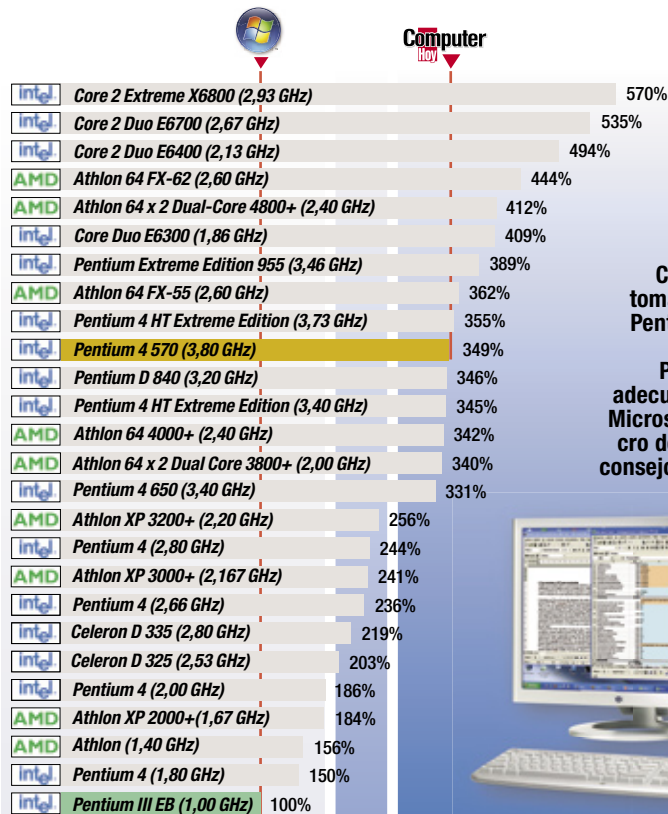 Computer
Hoy
intel. Core 2 Extreme X6800 (2,93 GHz) 570%
intel. Core 2 Duo E6700 (2,67 GHz) 535%
intel. Core 2 Duo E6400 (2,13 GHz) 494%
AMD Athlon 64 FX-62 (2,60 GHz) 444%
AMD Athlon 64 x 2 Dual-Core 4800+ (2,40 GHz) 412%
intel. Core Duo E6300 (1,86 GHz) 409%
intel. Pentium Extreme Edition 955 (3,46 GHz) 389%
AMD Athlon 64 FX-55 (2,60 GHz) 362%
intel. Pentium 4 HT Extreme Edition (3,73 GHz) 355%
intel. Pentium 4 570 (3,80 GHz) 349%
intel. Pentium D 840 (3,20 GHz) 346%
intel. Pentium 4 HT Extreme Edition (3,40 GHz) 345%
AMD Athlon 64 4000+ (2,40 GHz) 342%
AMD Athlon 64 x 2 Dual Core 3800+ (2,00 GHz) 340%
intel. Pentium 4 650 (3,40 GHz) 331%
AMD Athlon XP 3200+ (2,20 GHz) 256%
intel. Pentium 4 (2,80 GHz) 244%
AMD Athlon XP 3000+ (2,167 GHz) 241%
intel. Pentium 4 (2,66 GHz) 236%
intel. Celeron D 335 (2,80 GHz) 219%
intel. Celeron D 325 (2,53 GHz) 203%
intel. Pentium 4 (2,00 GHz) 186%
AMD Athlon XP 2000+(1,67 GHz) 184%
AMD Athlon (1,40 GHz) 156%
intel. Pentium 4 (1,80 GHz) 150%
intel. Pentium III EB (1,00 GHz) 100%
C
tom
Pent
P
adecu
Micros
cro d
consejo